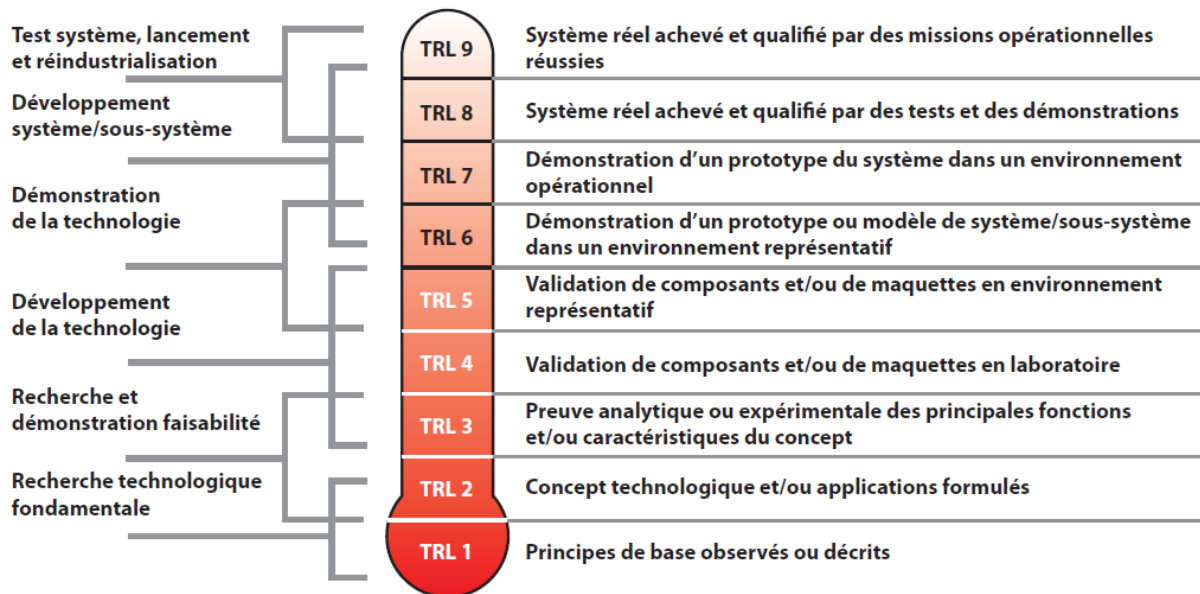 Test système, lancement
et réindustrialisation
Développement
système/sous-système
Démonstration
de la technologie
Développement
de la technologie
Recherche et
démonstration faisabilité
Recherche technologique
fondamentale
TRL 9
Système réel achevé et qualifié par des missions opérationnelles
réussies
TRL 8
Système réel achevé et qualifié par des tests et des démonstrations
TRL 7
Démonstration d’un prototype du système dans un environnement
opérationnel
TRL 6
Démonstration d’un prototype ou modèle de système/sous-système
dans un environnement représentatif
TRL 5
Validation de composants et/ou de maquettes en environnement
représentatif
TRL 4
Validation de composants et/ou de maquettes en laboratoire
TRL 3
Preuve analytique ou expérimentale des principales fonctions
et/ou caractéristiques du concept
TRL 2
Concept technologique et/ou applications formulés
TRL 1
Principes de base observés ou décrits